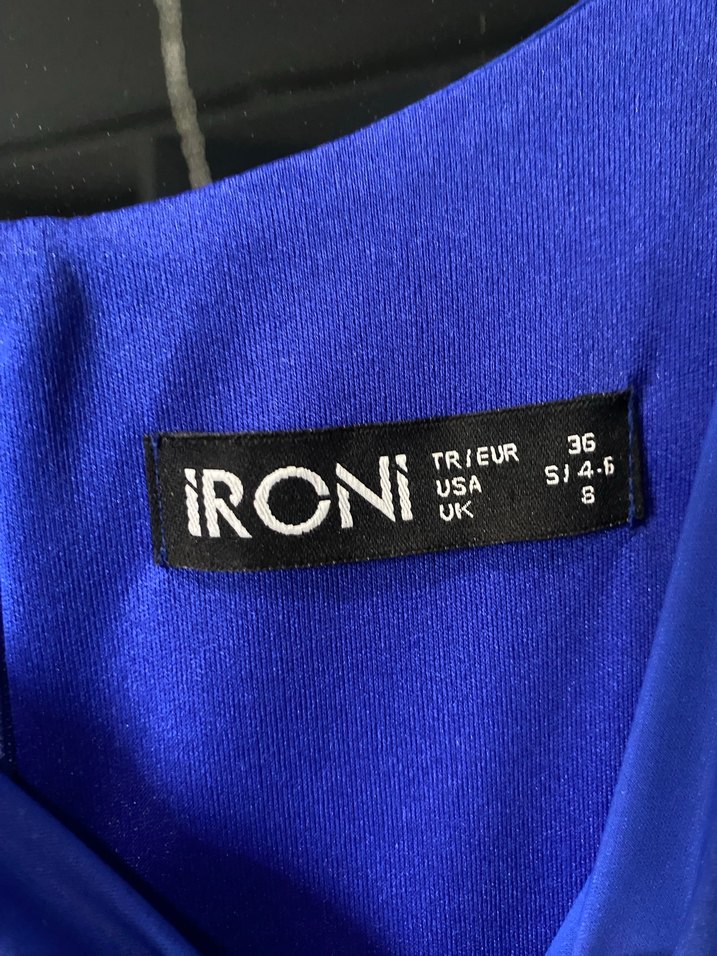 iRONi
TR/EUR 36
USA S/4-6
UK 8